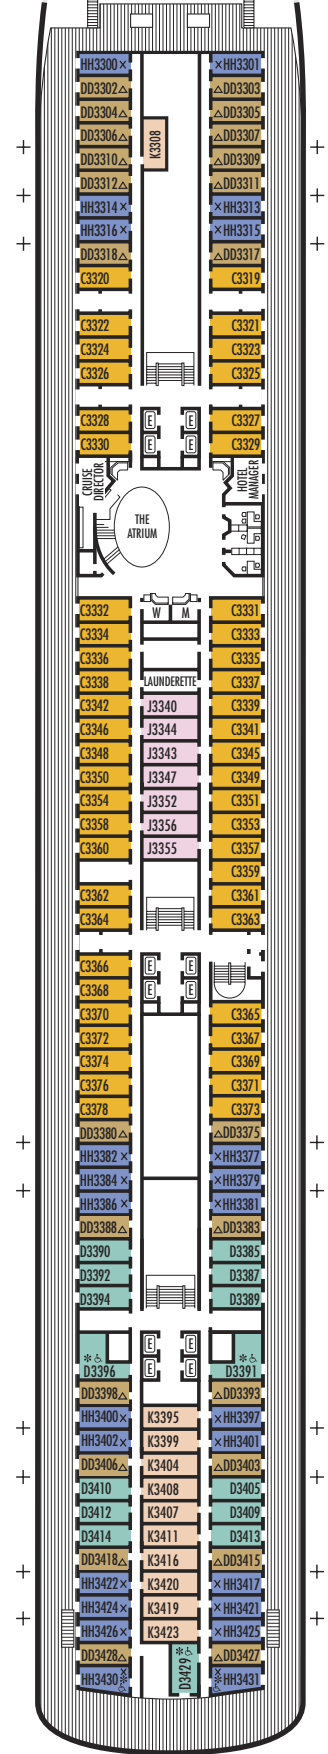 HH3300× ×HH3301
DD3302△ △DD3303
DD3304△ △DD3305
DD3306△ K3308 △DD3307
DD3310△ △DD3309
DD3312△ △DD3311
HH3314× ×HH3313
HH3316× ×HH3315
DD3318△ △DD3317
C3320 C3319
C3322 C3321
C3324 C3323
C3326 C3325
C3328 E E C3327
C3330 E E C3329
CRUISE
DIRECTOR
HOTEL
MANAGER
THE
ATRIUM
W M
C3332 C3331
C3334 C3333
C3336 C3335
C3338 LAUNDERETTE C3337
C3342 J3340 C3339
C3346 J3344 C3341
C3348 J3343 C3345
C3350 J3347 C3349
C3354 J3352 C3351
C3358 J3356 C3353
C3360 J3355 C3357
C3359
C3362 C3361
C3364 C3363
C3366 E E
C3368 E E
C3370 C3365
C3372 C3367
C3374 C3369
C3376 C3371
C3378 C3373
DD3380△ △DD3375
HH3382× ×HH3377
HH3384× ×HH3379
HH3386× ×HH3381
DD3388△ △DD3383
D3390 D3385
D3392 D3387
D3394 D3389
E E
D3396 E E D3391
DD3398△ △DD3393
HH3400× K3395 ×HH3397
HH3402× K3399 ×HH3401
DD3406△ K3404 △DD3403
D3410 K3408 D3405
D3412 K3407 D3409
D3414 K3411 D3413
DD3418△ K3416 △DD3415
HH3422× K3420 ×HH3417
HH3424× K3419 ×HH3421
HH3426× K3423 ×HH3425
DD3428△ D3429 △DD3427
HH3430× ×HH3431